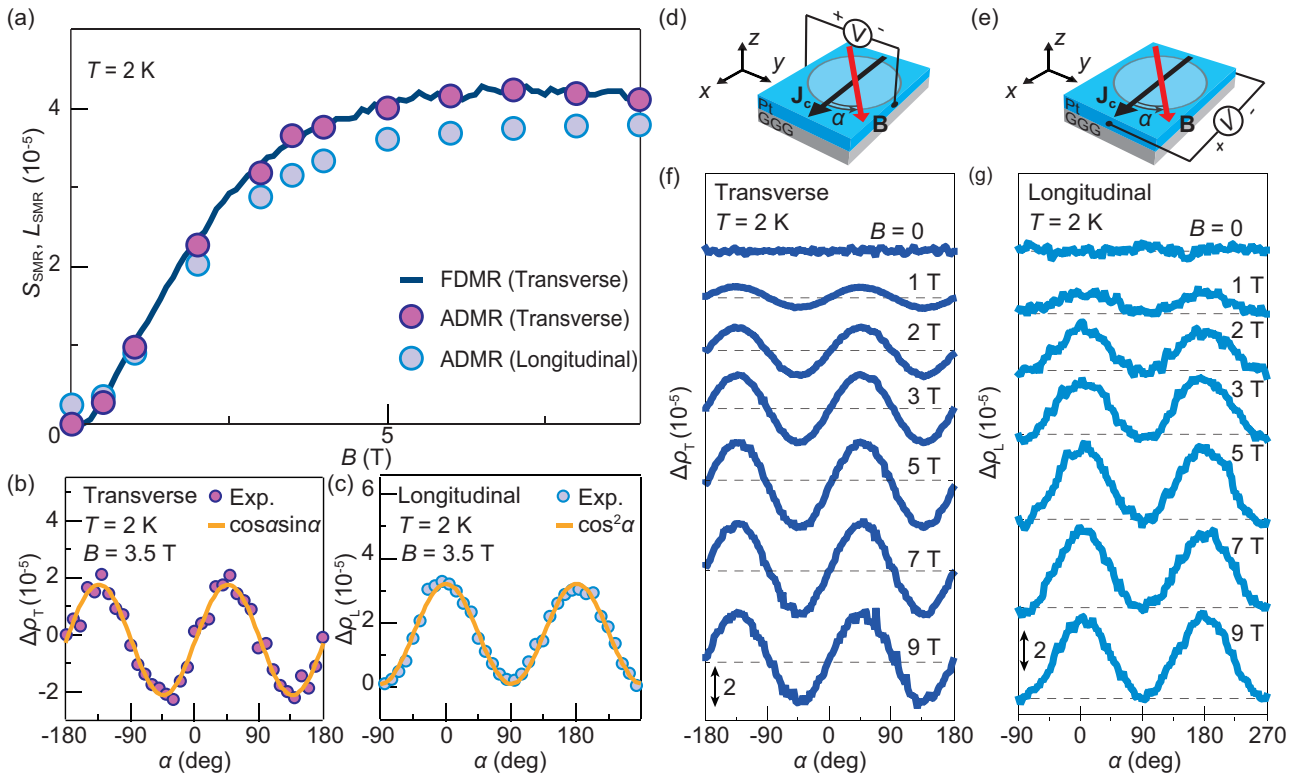 (a)
T = 2 K
S_SMR, L_SMR (10^-5)
4
2
0
5
B (T)
FDMR (Transverse)
ADMR (Transverse)
ADMR (Longitudinal)
(b)
Transverse
T = 2 K
B = 3.5 T
Exp.
cosαsinα
Δρ_T (10^-5)
4
2
0
-2
-180 -90 0 90 180
α (deg)
(c)
Longitudinal
T = 2 K
B = 3.5 T
Exp.
cos²α
Δρ_L (10^-5)
6
4
2
0
-90 0 90 180
α (deg)
(d)
z
y
x
+ V -
J_c
α
B
Pt
GGG
(e)
z
y
x
J_c
α
B
Pt
GGG
+ V -
(f)
Transverse
T = 2 K
B = 0
1 T
2 T
3 T
5 T
7 T
9 T
2
Δρ_T (10^-5)
-180 -90 0 90 180
α (deg)
(g)
Longitudinal
T = 2 K
B = 0
1 T
2 T
3 T
5 T
7 T
9 T
2
Δρ_L (10^-5)
-90 0 90 180 270
α (deg)